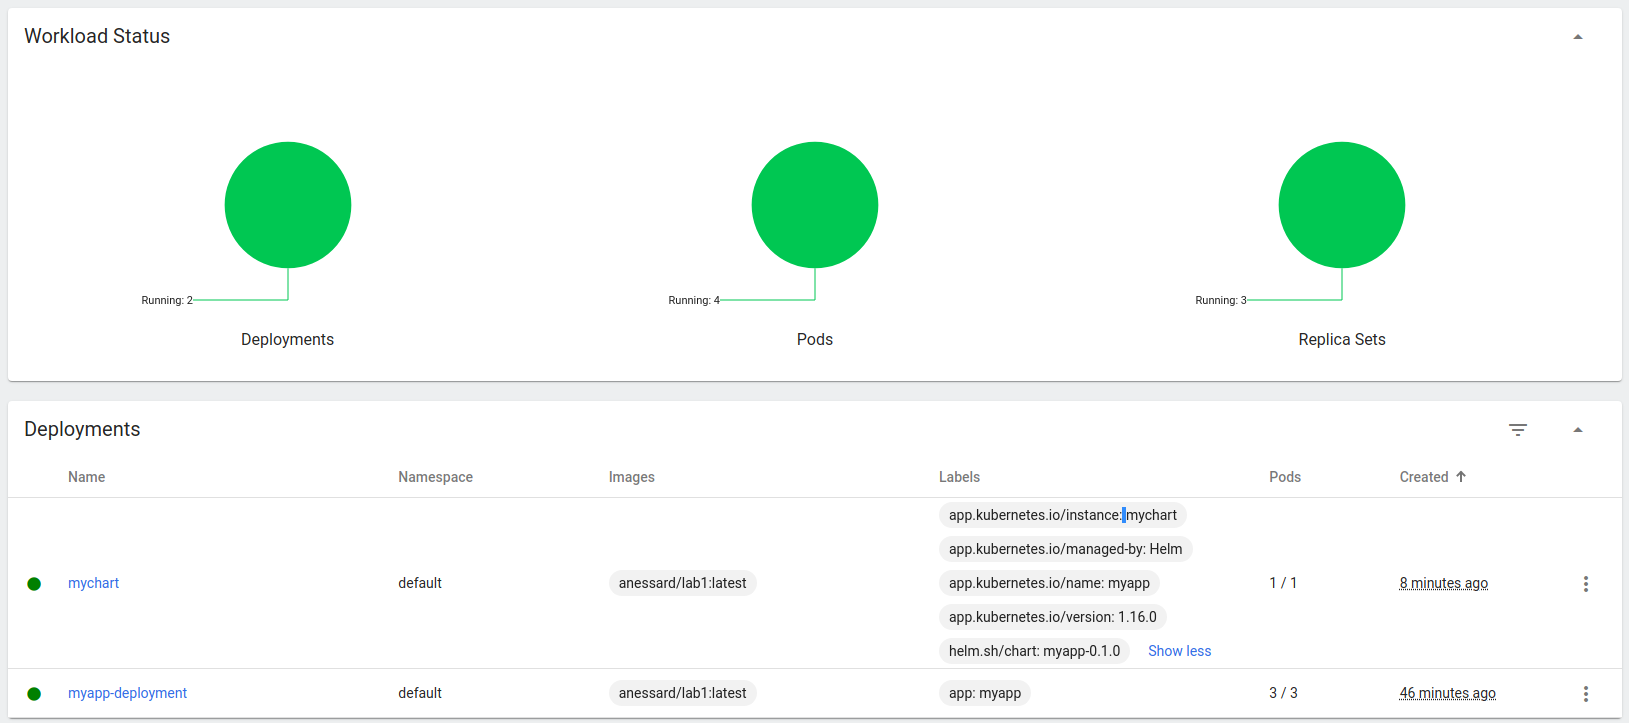 Workload Status
Running: 2
Running: 4
Running: 3
Deployments
Pods
Replica Sets
Deployments
Name Namespace Images Labels Pods Created
app.kubernetes.io/instance: mychart
app.kubernetes.io/managed-by: Helm
mychart default anessard/lab1:latest app.kubernetes.io/name: myapp 1 / 1 8 minutes ago
app.kubernetes.io/version: 1.16.0
helm.sh/chart: myapp-0.1.0 Show less
myapp-deployment default anessard/lab1:latest app: myapp 3 / 3 46 minutes ago